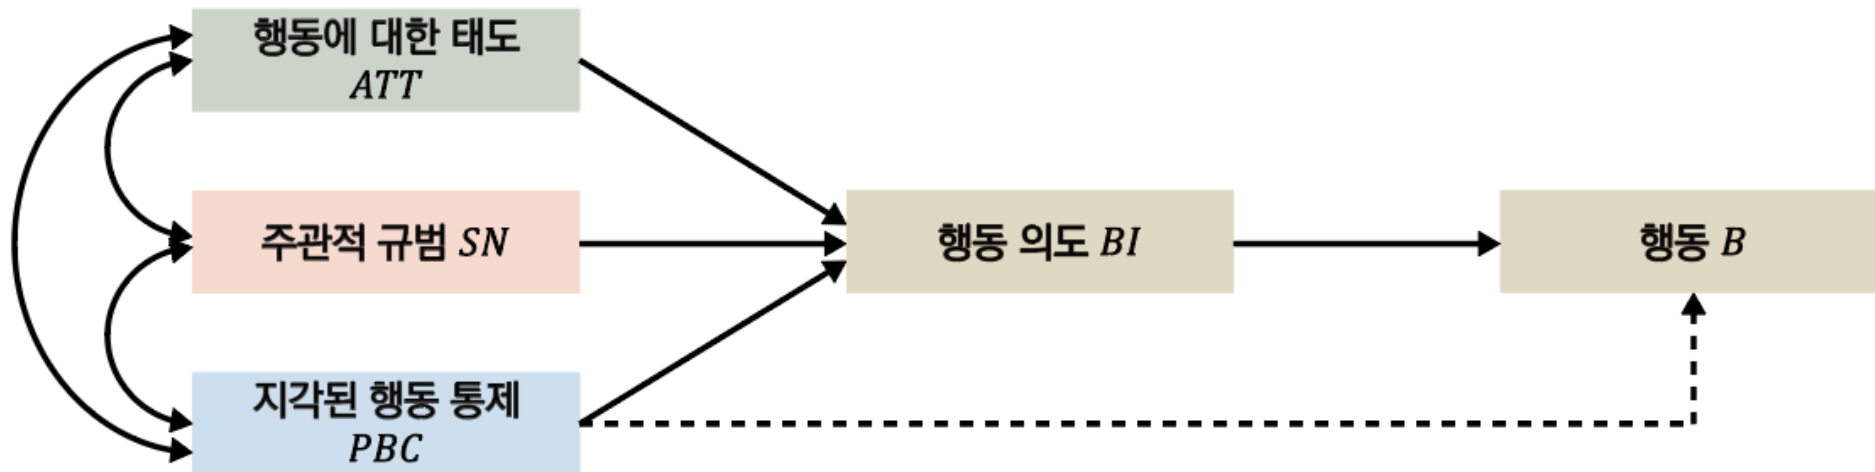 행동에 대한 태도
ATT
주관적 규범 SN
행동 의도 BI
행동 B
지각된 행동 통제
PBC